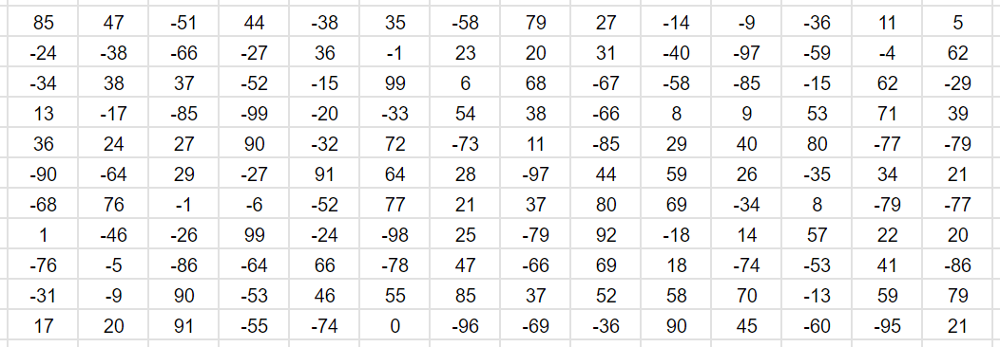 85 47 -51 44 -38 35 -58 79 27 -14 -9 -36 11 5
-24 -38 -66 -27 36 -1 23 20 31 -40 -97 -59 -4 62
-34 38 37 -52 -15 99 6 68 -67 -58 -85 -15 62 -29
13 -17 -85 -99 -20 -33 54 38 -66 8 9 53 71 39
36 24 27 90 -32 72 -73 11 -85 29 40 80 -77 -79
-90 -64 29 -27 91 64 28 -97 44 59 26 -35 34 21
-68 76 -1 -6 -52 77 21 37 80 69 -34 8 -79 -77
1 -46 -26 99 -24 -98 25 -79 92 -18 14 57 22 20
-76 -5 -86 -64 66 -78 47 -66 69 18 -74 -53 41 -86
-31 -9 90 -53 46 55 85 37 52 58 70 -13 59 79
17 20 91 -55 -74 0 -96 -69 -36 90 45 -60 -95 21